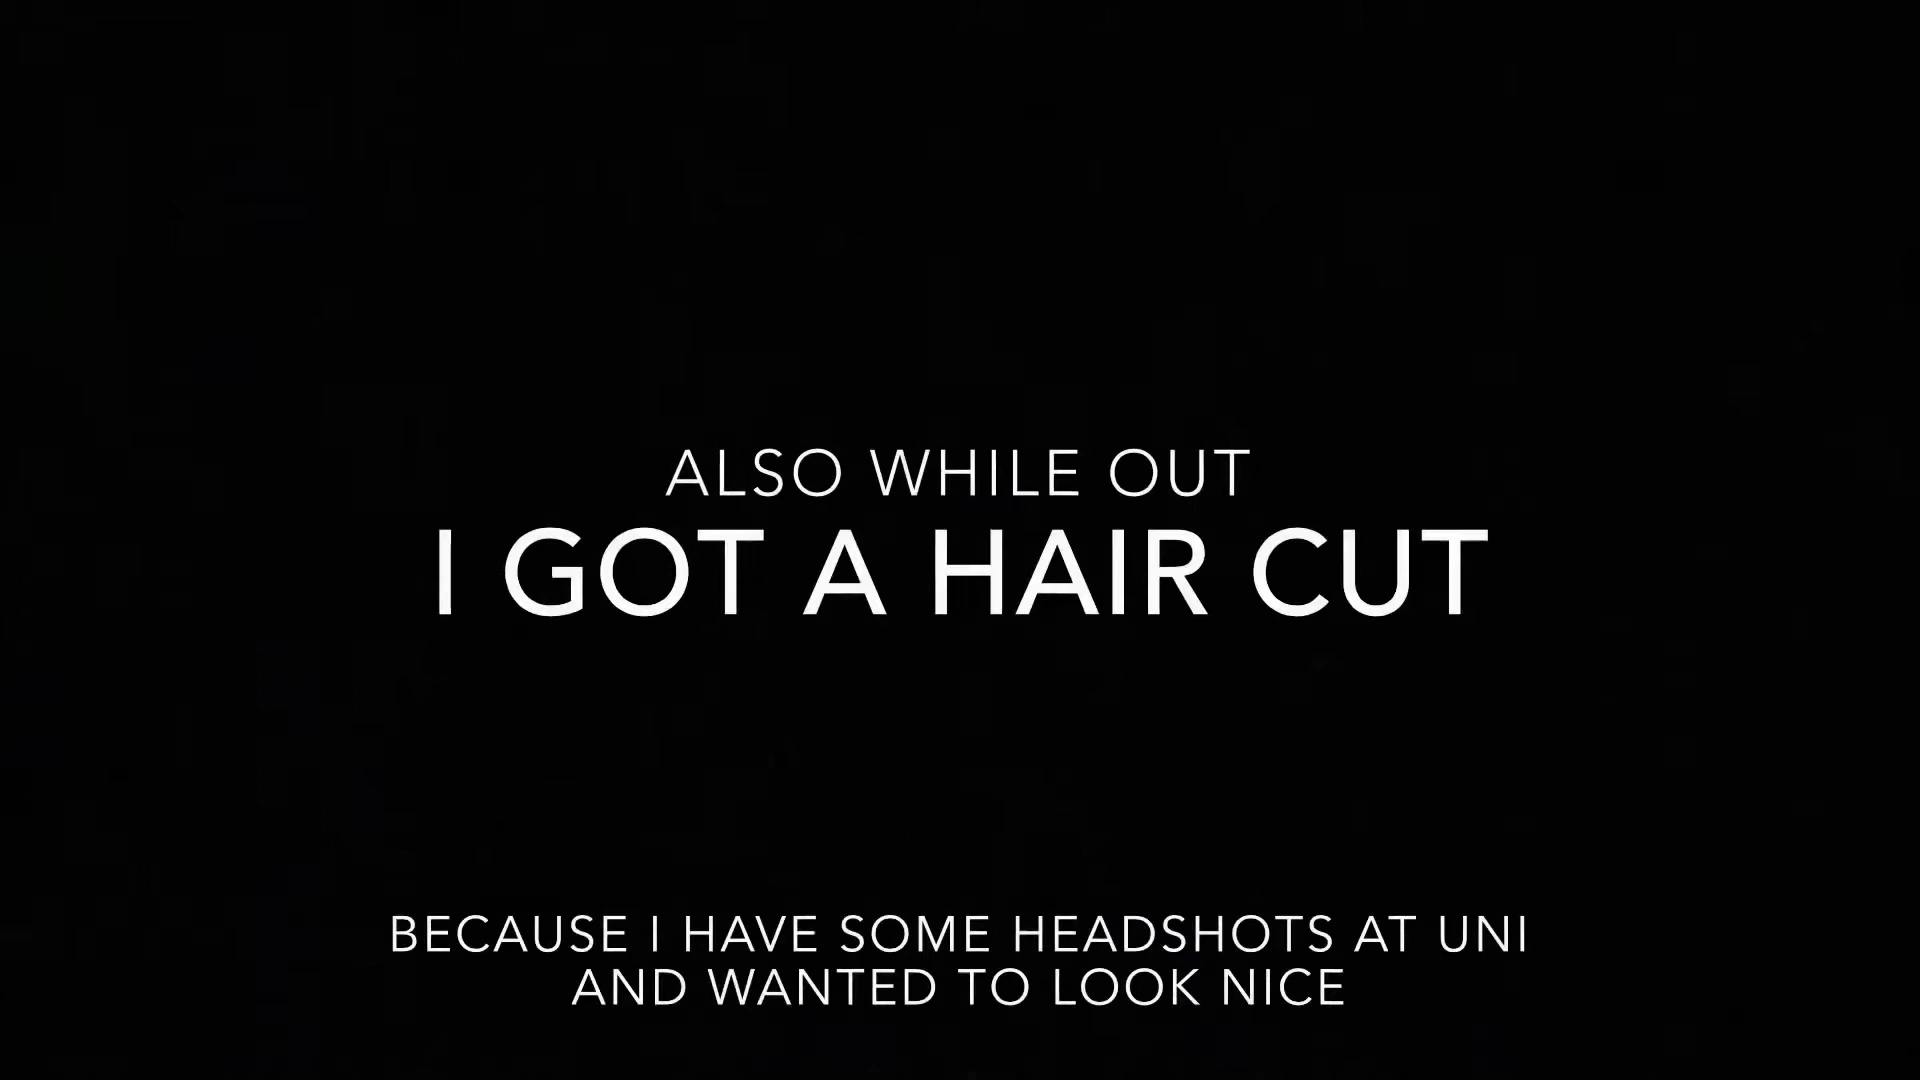 ALSO WHILE OUT
I GOT A HAIR CUT
BECAUSE I HAVE SOME HEADSHOTS AT UNI
AND WANTED TO LOOK NICE